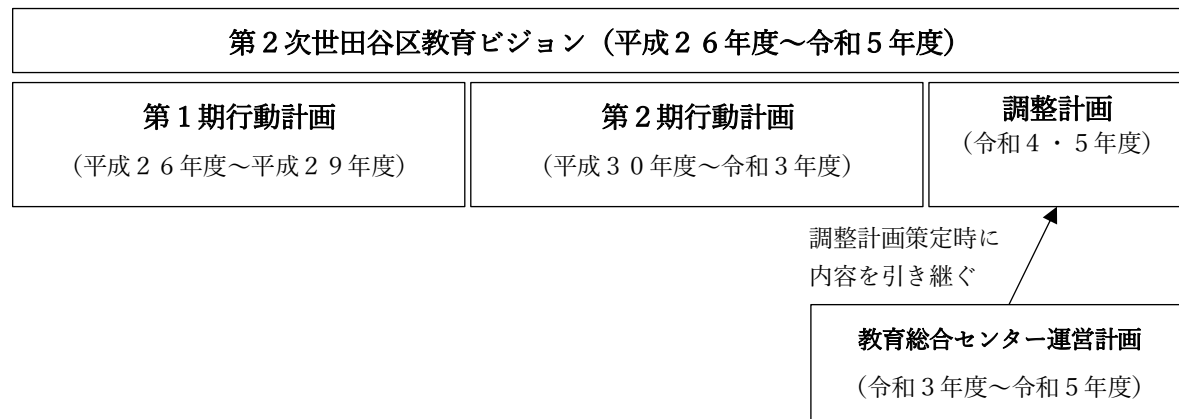 第２次世田谷区教育ビジョン（平成２６年度～令和５年度）
第１期行動計画
（平成２６年度～平成２９年度）
第２期行動計画
（平成３０年度～令和３年度）
調整計画
（令和４・５年度）
調整計画策定時に
内容を引き継ぐ
教育総合センター運営計画
（令和３年度～令和５年度）